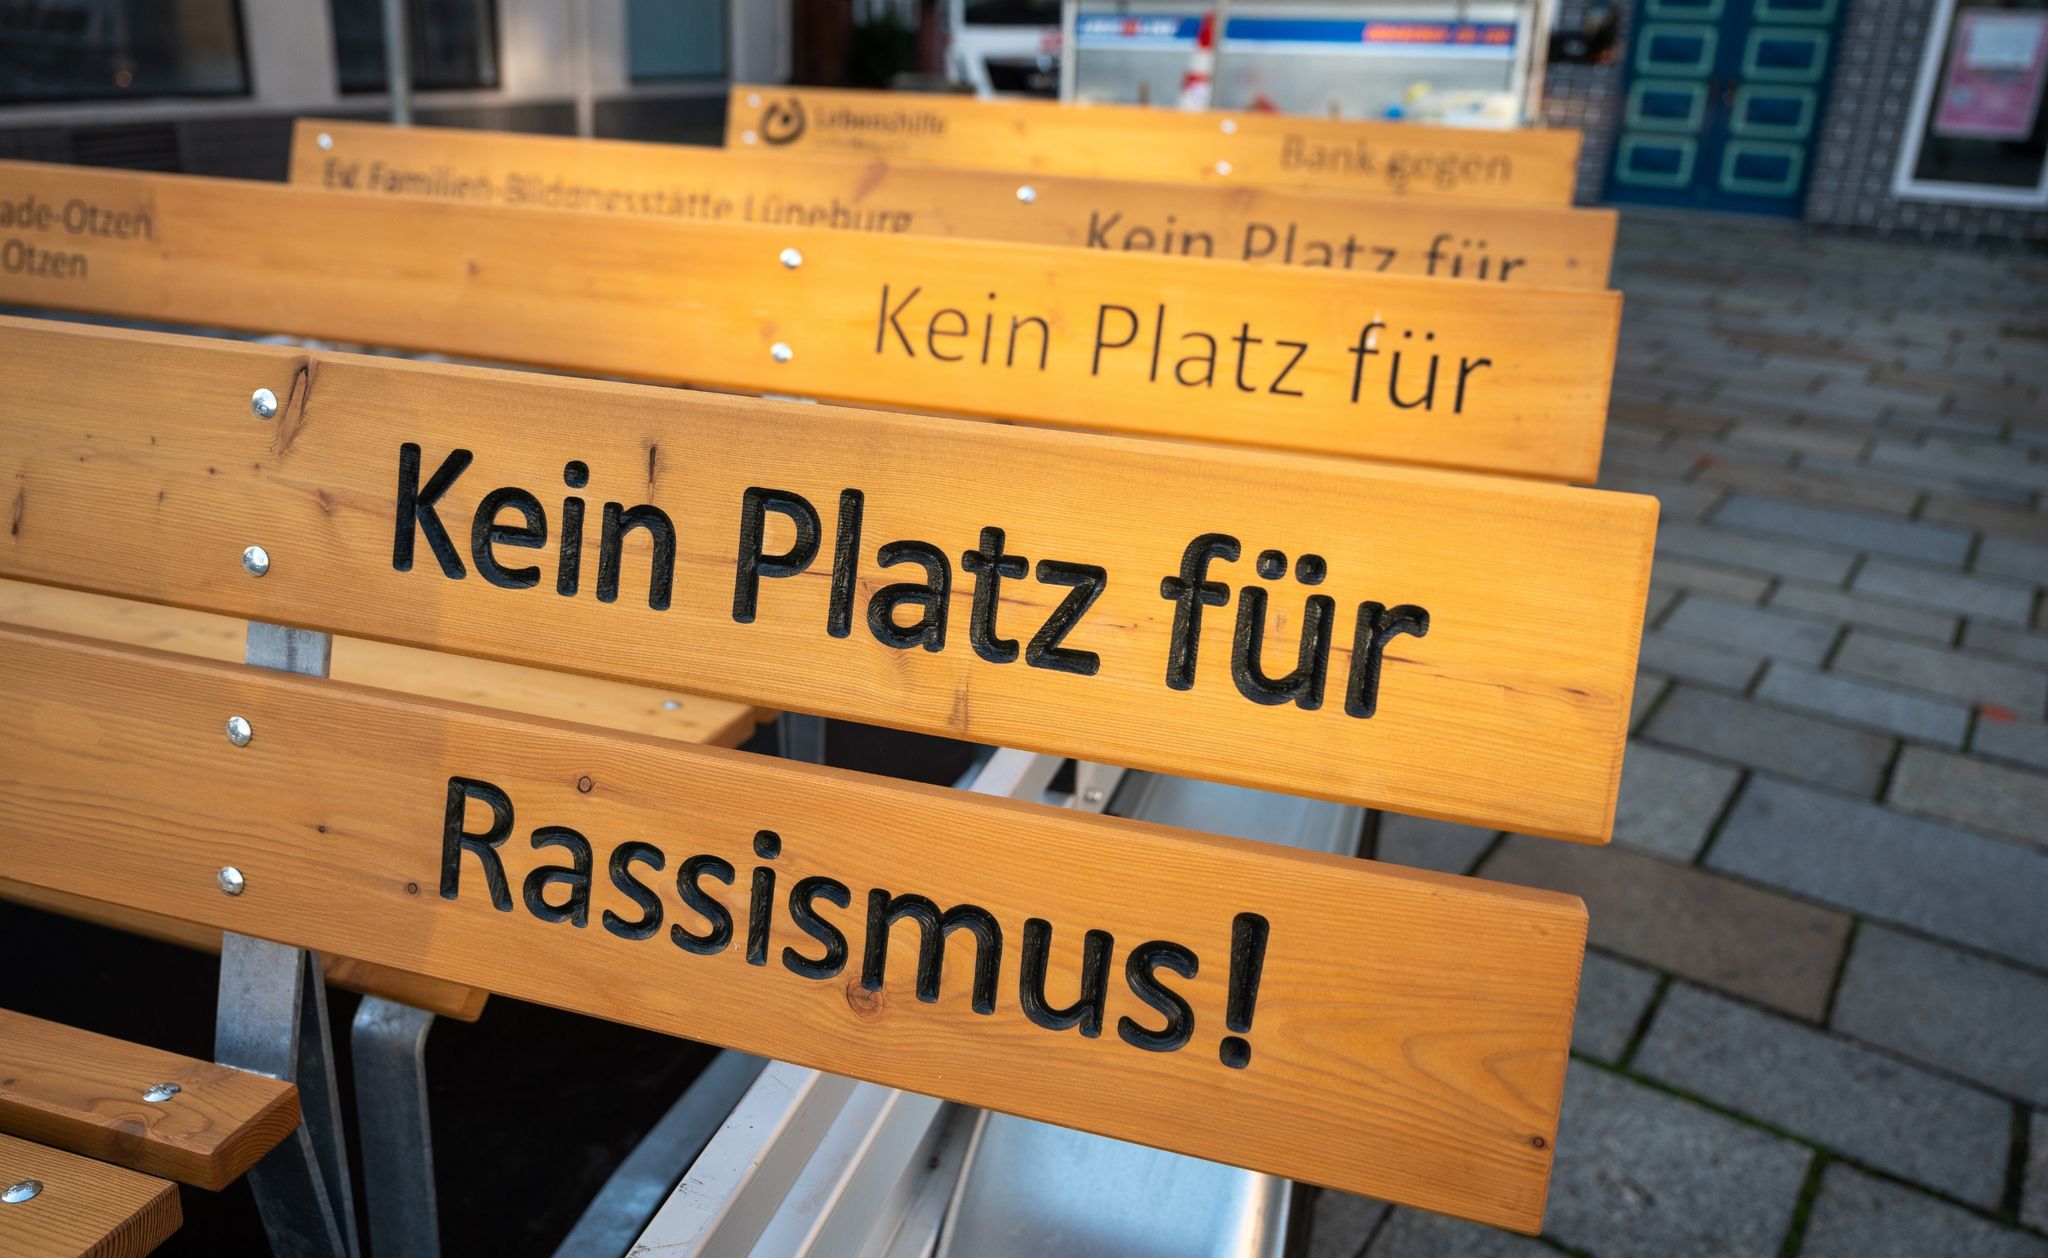 Lebenshilfe
Bank gegen
Ev. Familien-Bildungsstätte Lüneburg
Kein Platz für
ade-Otzen
Otzen
Kein Platz für
Kein Platz für
Rassismus!